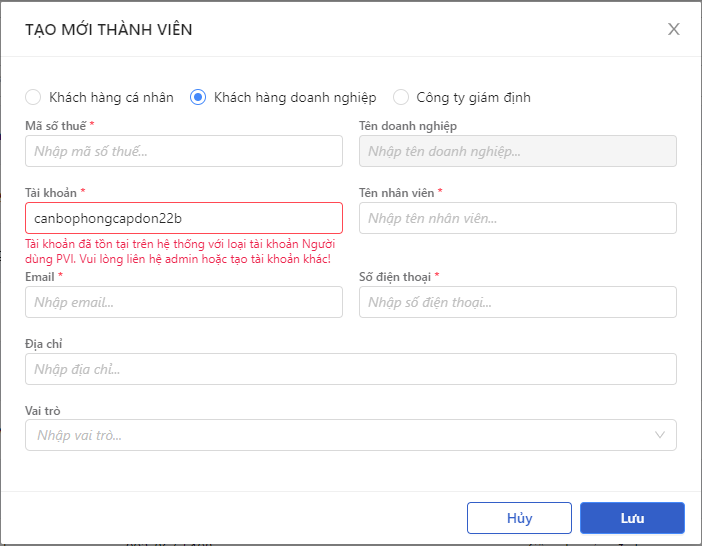 TẠO MỚI THÀNH VIÊN
Khách hàng cá nhân Khách hàng doanh nghiệp Công ty giám định
Mã số thuế * Tên doanh nghiệp
Nhập mã số thuế... Nhập tên doanh nghiệp...
Tài khoản * Tên nhân viên *
canbophongcapdon22b Nhập tên nhân viên...
Tài khoản đã tồn tại trên hệ thống với loại tài khoản Người
dùng PVI. Vui lòng liên hệ admin hoặc tạo tài khoản khác!
Email * Số điện thoại *
Nhập email... Nhập số điện thoại...
Địa chỉ
Nhập địa chỉ...
Vai trò
Nhập vai trò...
Hủy Lưu